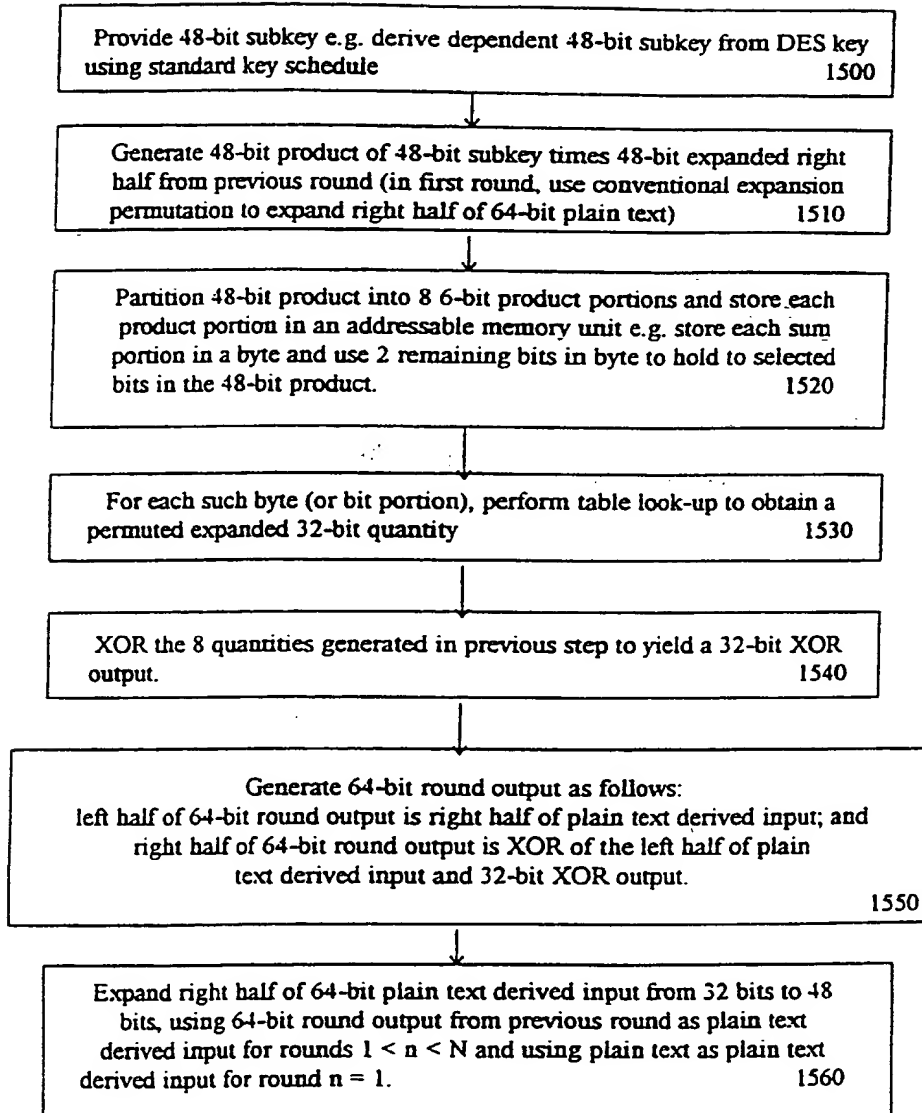 Provide 48-bit subkey e.g. derive dependent 48-bit subkey from DES key
using standard key schedule 1500
Generate 48-bit product of 48-bit subkey times 48-bit expanded right
half from previous round (in first round, use conventional expansion
permutation to expand right half of 64-bit plain text) 1510
Partition 48-bit product into 8 6-bit product portions and store each
product portion in an addressable memory unit e.g. store each sum
portion in a byte and use 2 remaining bits in byte to hold to selected
bits in the 48-bit product. 1520
For each such byte (or bit portion), perform table look-up to obtain a
permuted expanded 32-bit quantity 1530
XOR the 8 quantities generated in previous step to yield a 32-bit XOR
output. 1540
Generate 64-bit round output as follows:
left half of 64-bit round output is right half of plain text derived input; and
right half of 64-bit round output is XOR of the left half of plain
text derived input and 32-bit XOR output.
1550
Expand right half of 64-bit plain text derived input from 32 bits to 48
bits, using 64-bit round output from previous round as plain text
derived input for rounds 1 < n < N and using plain text as plain text
derived input for round n = 1. 1560